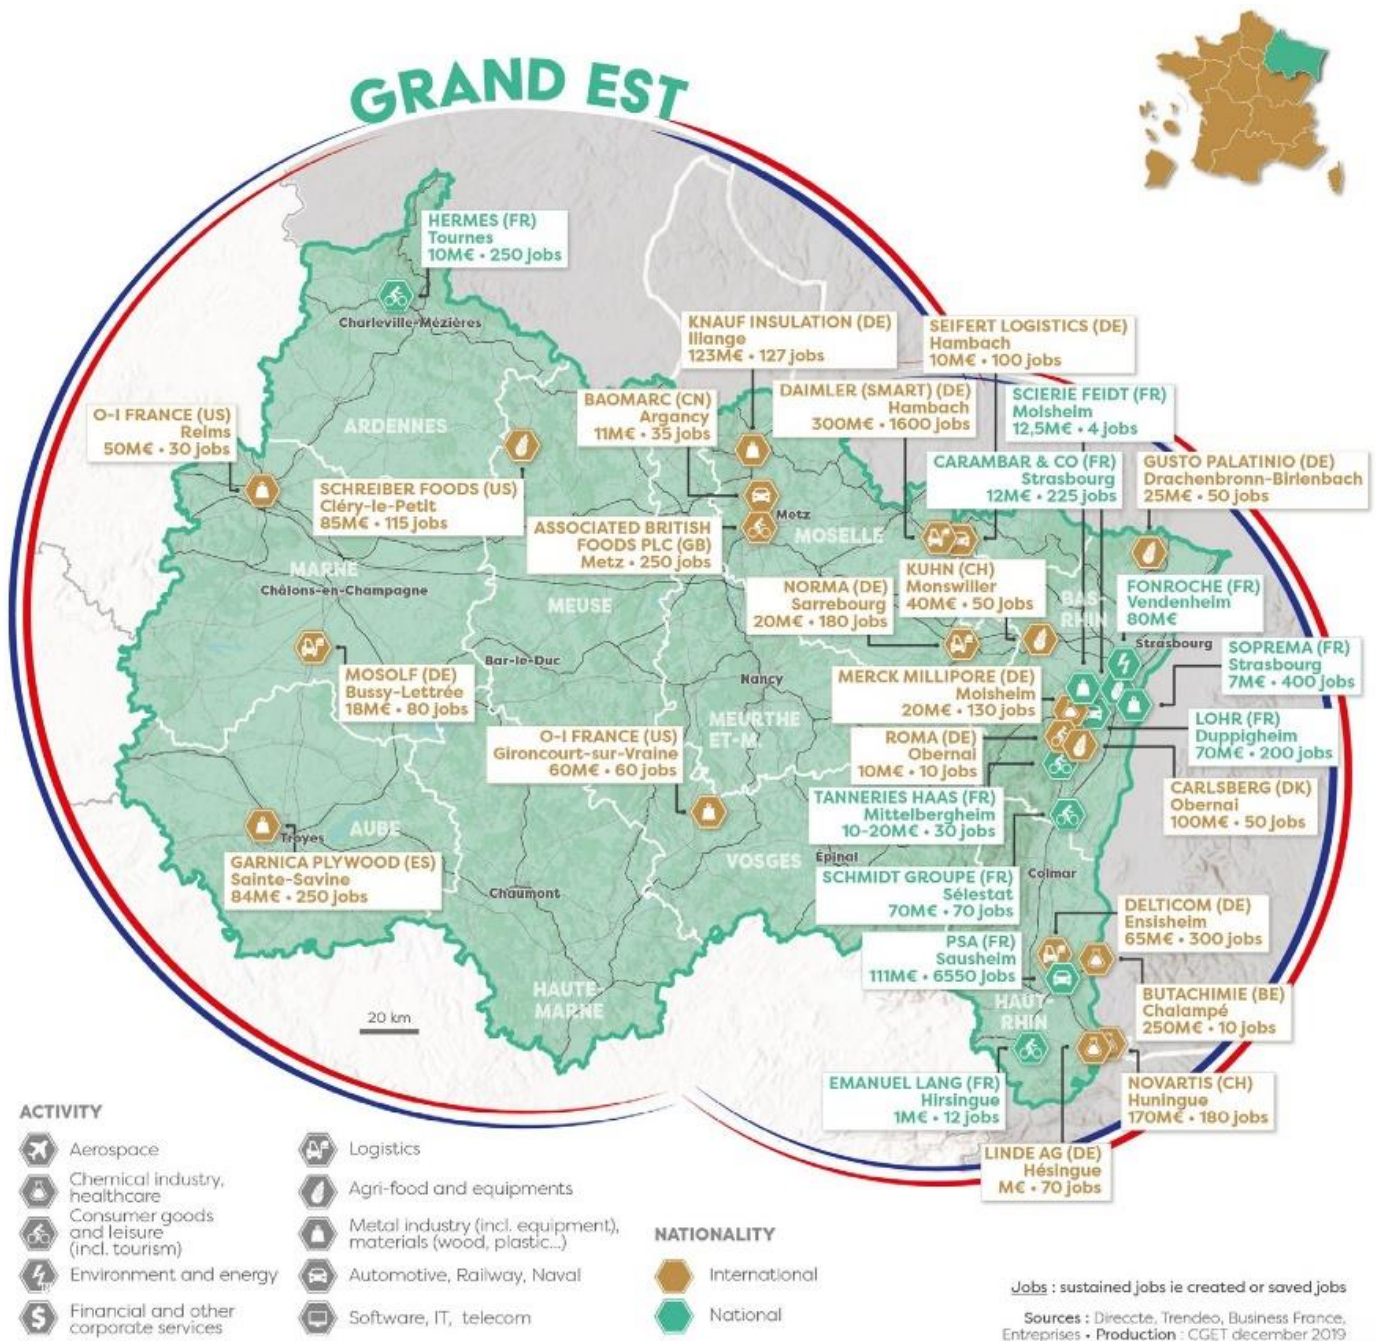 GRAND EST
HERMES (FR)
Tournes
10M€ • 250 jobs
Charleville-Mézières
KNAUF INSULATION (DE)
Illange
123M€ • 127 jobs
SEIFERT LOGISTICS (DE)
Hambach
10M€ • 100 jobs
BAOMARC (CN)
Argancy
11M€ • 35 jobs
DAIMLER (SMART) (DE)
Hambach
300M€ • 1600 jobs
SCIERIE FEIDT (FR)
Molsheim
12,5M€ • 4 jobs
O-I FRANCE (US)
Reims
50M€ • 30 jobs
ARDENNES
CARAMBAR & CO (FR)
Strasbourg
12M€ • 225 jobs
GUSTO PALATINIO (DE)
Drachenbronn-Birlenbach
25M€ • 50 jobs
SCHREIBER FOODS (US)
Cléry-le-Petit
85M€ • 115 jobs
ASSOCIATED BRITISH
FOODS PLC (GB)
Metz • 250 jobs
Metz
MOSELLE
MARNE
Châlons-en-Champagne
MEUSE
NORMA (DE)
Sarrebourg
20M€ • 180 jobs
KUHN (CH)
Monswiller
40M€ • 50 jobs
BAS-
RHIN
FONROCHE (FR)
Vendenheim
80M€
Strasbourg
SOPREMA (FR)
Strasbourg
7M€ • 400 jobs
Bar-le-Duc
Nancy
MOSOLF (DE)
Bussy-Lettrée
18M€ • 80 jobs
MERCK MILLIPORE (DE)
Molsheim
20M€ • 130 jobs
MEURTHE
ET-M.
O-I FRANCE (US)
Gironcourt-sur-Vraine
60M€ • 60 jobs
ROMA (DE)
Obernai
10M€ • 10 jobs
LOHR (FR)
Duppigheim
70M€ • 200 jobs
TANNERIES HAAS (FR)
Mittelbergheim
10-20M€ • 30 jobs
CARLSBERG (DK)
Obernai
100M€ • 50 jobs
AUBE
Troyes
GARNICA PLYWOOD (ES)
Sainte-Savine
84M€ • 250 jobs
Chaumont
VOSGES
Épinal
SCHMIDT GROUPE (FR)
Sélestat
70M€ • 70 jobs
Colmar
DELTICOM (DE)
Ensisheim
65M€ • 300 jobs
PSA (FR)
Sausheim
111M€ • 6550 jobs
HAUTE-
MARNE
20 km
HAUT-
RHIN
BUTACHIMIE (BE)
Chalampé
250M€ • 10 jobs
EMANUEL LANG (FR)
Hirsingue
1M€ • 12 jobs
NOVARTIS (CH)
Huningue
170M€ • 180 jobs
LINDE AG (DE)
Hésingue
M€ • 70 jobs
ACTIVITY
Aerospace
Chemical industry,
healthcare
Consumer goods
and leisure
(incl. tourism)
Environment and energy
Financial and other
corporate services
Logistics
Agri-food and equipments
Metal industry (incl. equipment),
materials (wood, plastic...)
Automotive, Railway, Naval
Software, IT, telecom
NATIONALITY
International
National
Jobs : sustained jobs ie created or saved jobs
Sources : Direccte, Trendeo, Business France,
Entreprises • Production : CGET december 2019